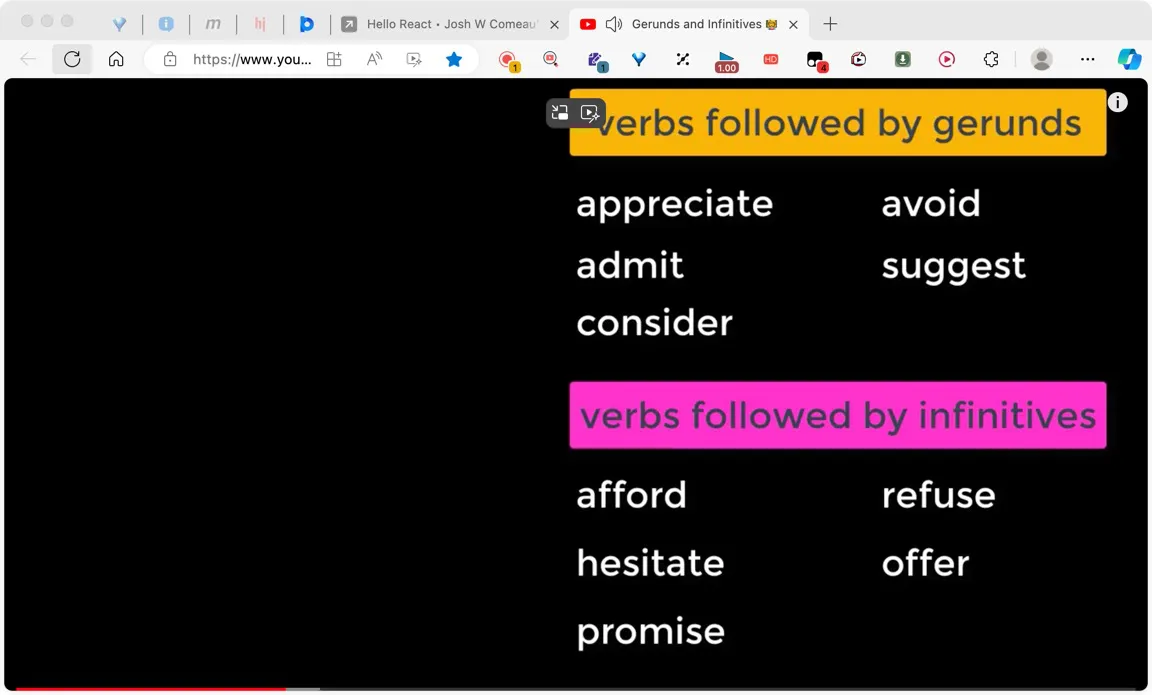 Hello React • Josh W Comeau
Gerunds and Infinitives
https://www.you...
1
1
1.00
HD
4
verbs followed by gerunds
appreciate avoid
admit suggest
consider
verbs followed by infinitives
afford refuse
hesitate offer
promise